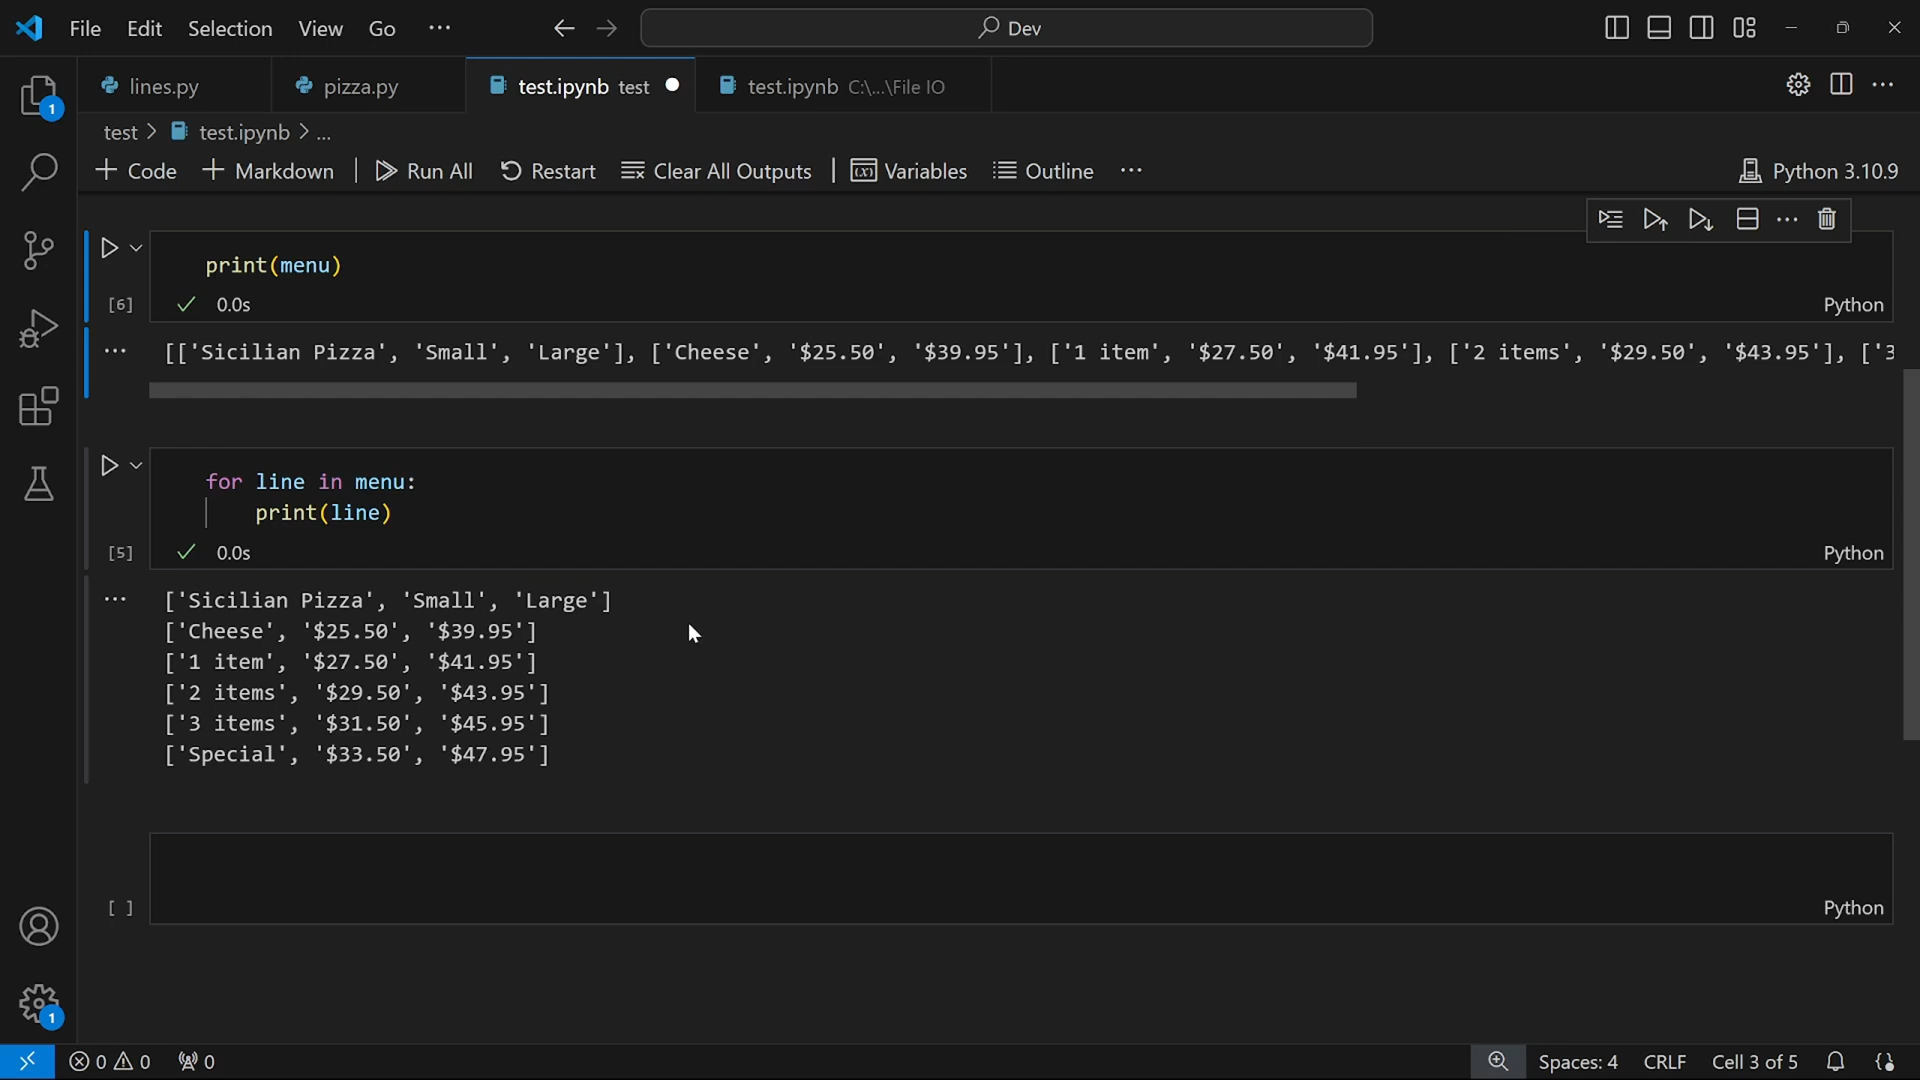 File Edit Selection View Go ··· Dev
1
lines.py pizza.py test.ipynb test test.ipynb C:\...\File IO
test > test.ipynb > ...
+ Code + Markdown | Run All Restart Clear All Outputs | Variables Outline ··· Python 3.10.9
print(menu)
[6] ✓ 0.0s Python
[['Sicilian Pizza', 'Small', 'Large'], ['Cheese', '$25.50', '$39.95'], ['1 item', '$27.50', '$41.95'], ['2 items', '$29.50', '$43.95'], ['3
for line in menu:
print(line)
[5] ✓ 0.0s Python
['Sicilian Pizza', 'Small', 'Large']
['Cheese', '$25.50', '$39.95']
['1 item', '$27.50', '$41.95']
['2 items', '$29.50', '$43.95']
['3 items', '$31.50', '$45.95']
['Special', '$33.50', '$47.95']
[ ] Python
1
0 0 0 Spaces: 4 CRLF Cell 3 of 5